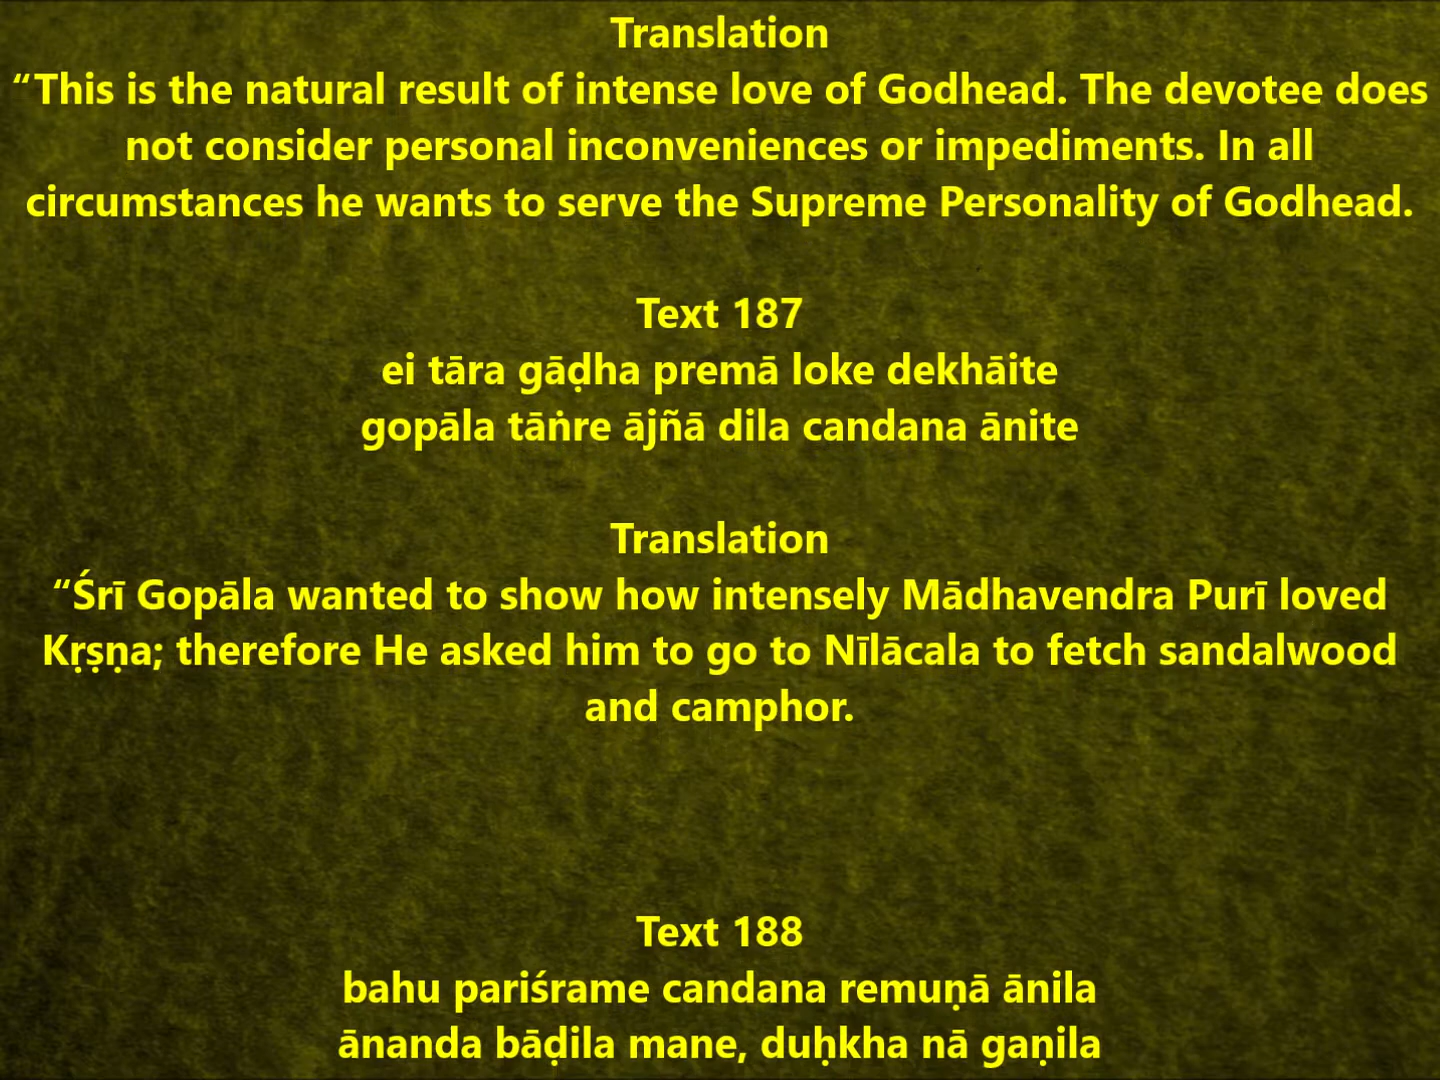 Translation
“This is the natural result of intense love of Godhead. The devotee does
not consider personal inconveniences or impediments. In all
circumstances he wants to serve the Supreme Personality of Godhead.
Text 187
ei tāra gāḍha premā loke dekhāite
gopāla tāṅre ājñā dila candana ānite
Translation
“Śrī Gopāla wanted to show how intensely Mādhavendra Purī loved
Kṛṣṇa; therefore He asked him to go to Nīlācala to fetch sandalwood
and camphor.
Text 188
bahu pariśrame candana remuṇā ānila
ānanda bāḍila mane, duḥkha nā gaṇila